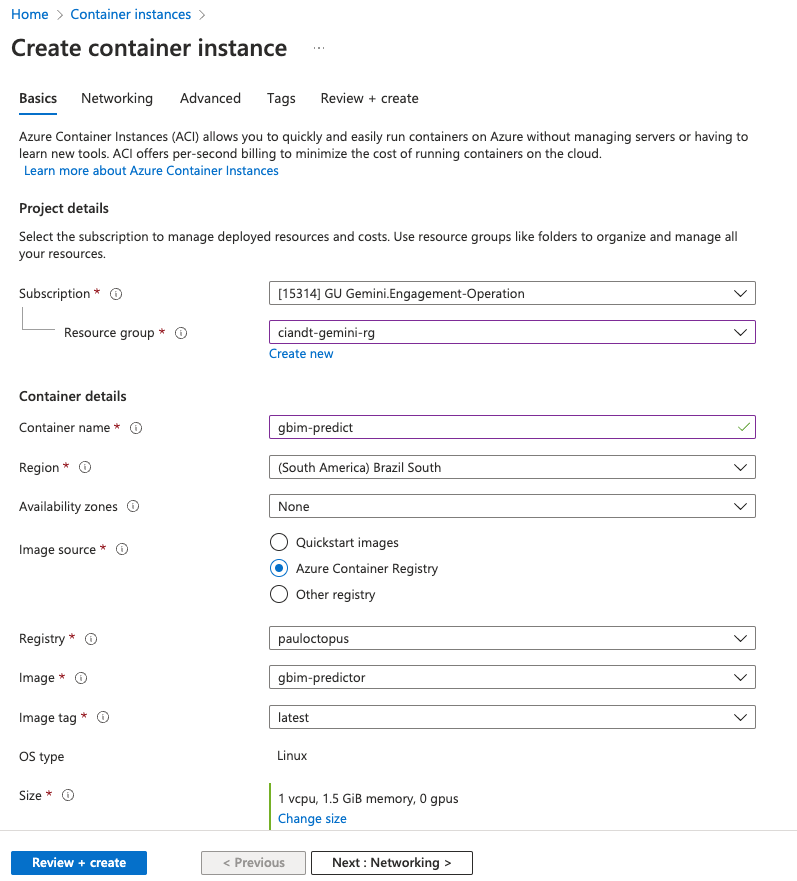 Home > Container instances >
Create container instance ...
Basics Networking Advanced Tags Review + create
Azure Container Instances (ACI) allows you to quickly and easily run containers on Azure without managing servers or having to
learn new tools. ACI offers per-second billing to minimize the cost of running containers on the cloud.
Learn more about Azure Container Instances
Project details
Select the subscription to manage deployed resources and costs. Use resource groups like folders to organize and manage all
your resources.
Subscription * [15314] GU Gemini.Engagement-Operation
Resource group * ciandt-gemini-rg
Create new
Container details
Container name * gbim-predict
Region * (South America) Brazil South
Availability zones None
Image source * Quickstart images
Azure Container Registry
Other registry
Registry * pauloctopus
Image * gbim-predictor
Image tag * latest
OS type Linux
Size * 1 vcpu, 1.5 GiB memory, 0 gpus
Change size
Review + create < Previous Next : Networking >